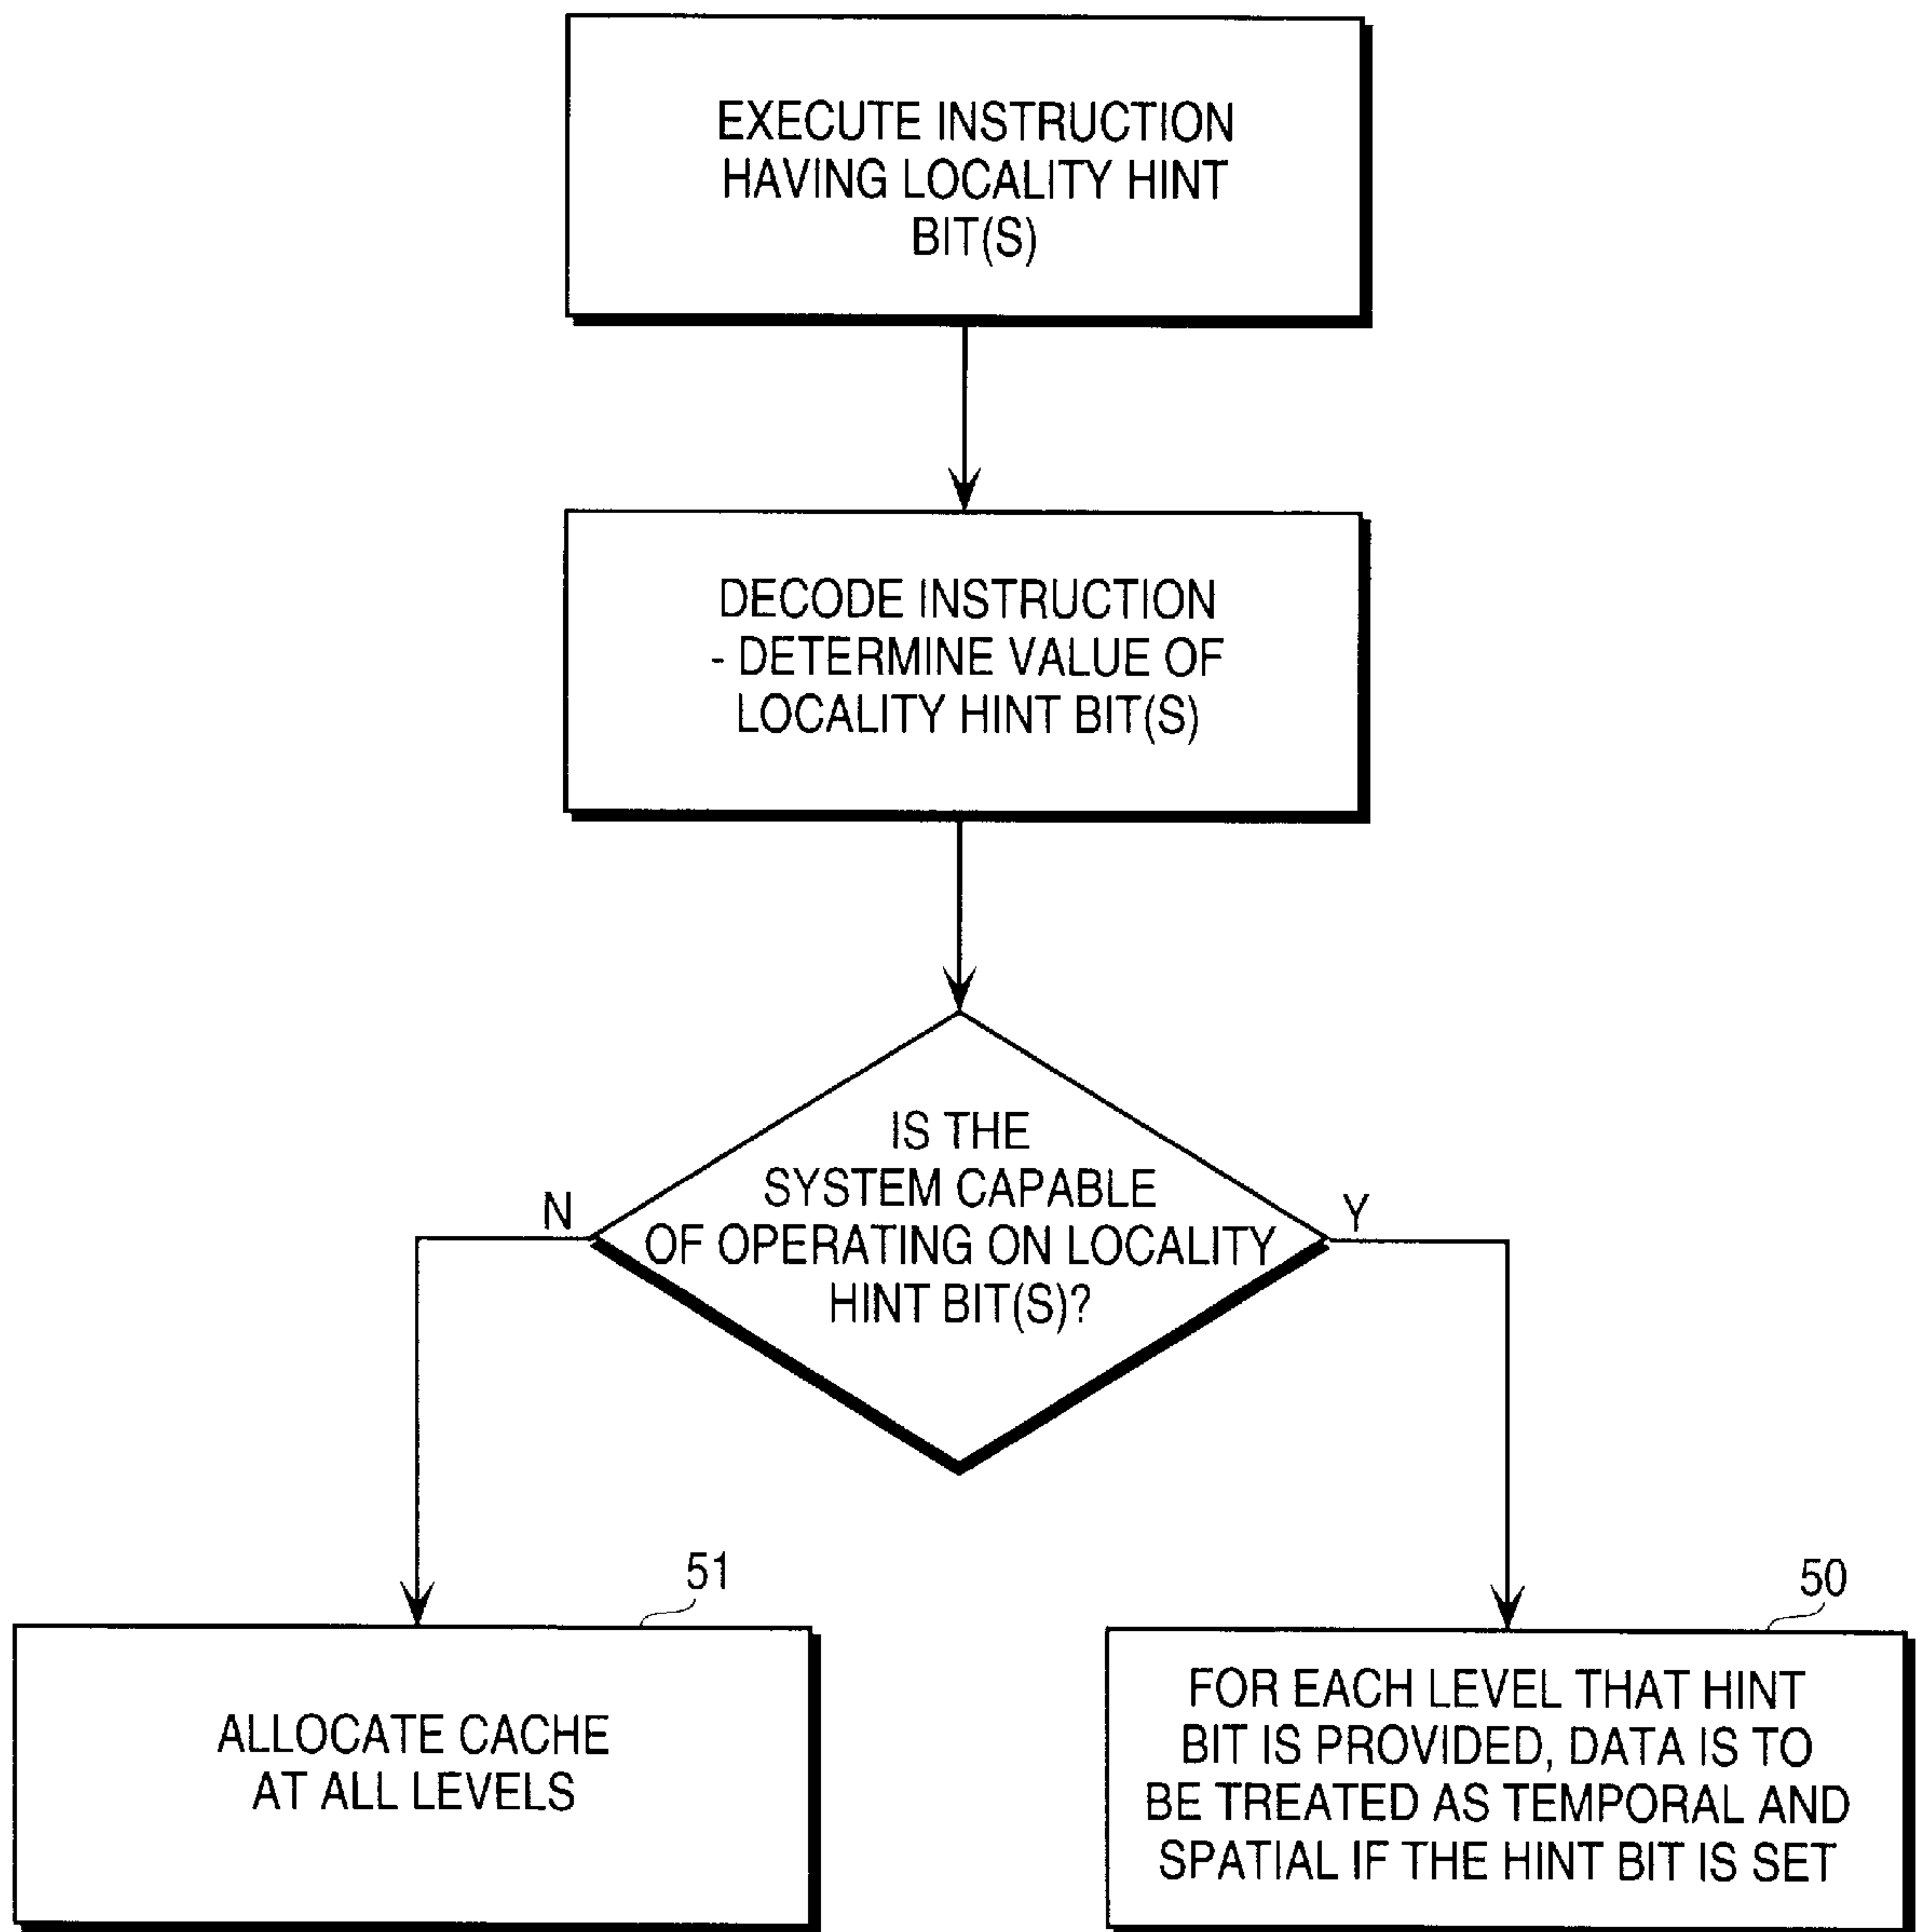 EXECUTE INSTRUCTION
HAVING LOCALITY HINT
BIT(S)
DECODE INSTRUCTION
- DETERMINE VALUE OF
LOCALITY HINT BIT(S)
IS THE
SYSTEM CAPABLE
OF OPERATING ON LOCALITY
HINT BIT(S)?
N
Y
51
ALLOCATE CACHE
AT ALL LEVELS
50
FOR EACH LEVEL THAT HINT
BIT IS PROVIDED, DATA IS TO
BE TREATED AS TEMPORAL AND
SPATIAL IF THE HINT BIT IS SET